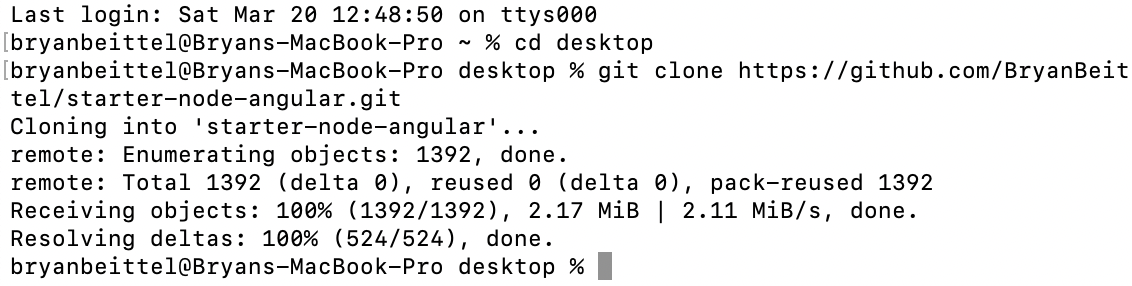 Last login: Sat Mar 20 12:48:50 on ttys000
[bryanbeittel@Bryans-MacBook-Pro ~ % cd desktop
[bryanbeittel@Bryans-MacBook-Pro desktop % git clone https://github.com/BryanBeit
tel/starter-node-angular.git
Cloning into 'starter-node-angular'...
remote: Enumerating objects: 1392, done.
remote: Total 1392 (delta 0), reused 0 (delta 0), pack-reused 1392
Receiving objects: 100% (1392/1392), 2.17 MiB | 2.11 MiB/s, done.
Resolving deltas: 100% (524/524), done.
bryanbeittel@Bryans-MacBook-Pro desktop %